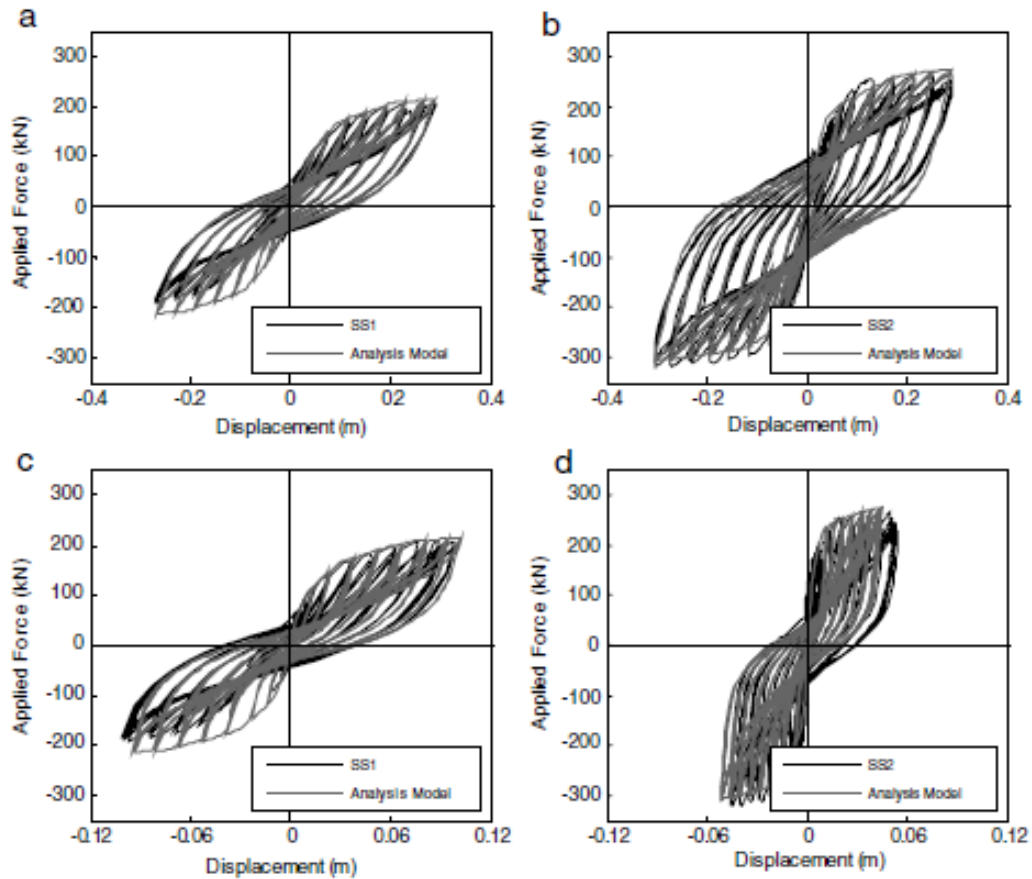 a
300
200
100
0
-100
-200
-300
Applied Force (kN)
SS1
Analysis Model
-0.4 -0.2 0 0.2 0.4
Displacement (m)
b
300
200
100
0
-100
-200
-300
Applied Force (kN)
SS2
Analysis Model
-0.4 -0.2 0 0.2 0.4
Displacement (m)
c
300
200
100
0
-100
-200
-300
Applied Force (kN)
SS1
Analysis Model
-0.12 -0.06 0 0.06 0.12
Displacement (m)
d
300
200
100
0
-100
-200
-300
Applied Force (kN)
SS2
Analysis Model
-0.12 -0.06 0 0.06 0.12
Displacement (m)